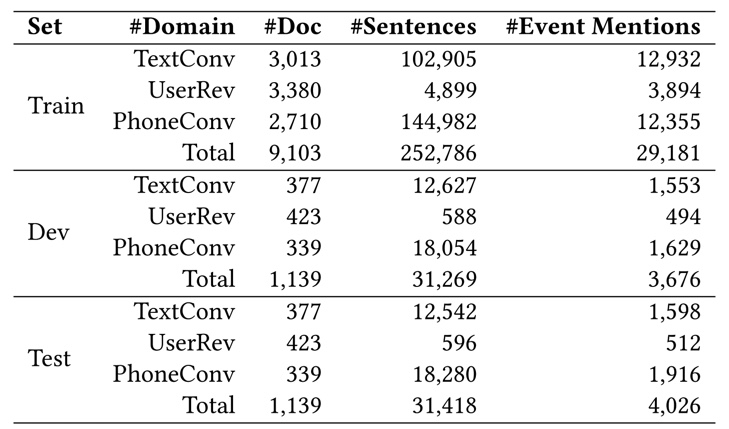 Set #Domain #Doc #Sentences #Event Mentions
TextConv 3,013 102,905 12,932
UserRev 3,380 4,899 3,894
Train
PhoneConv 2,710 144,982 12,355
Total 9,103 252,786 29,181
TextConv 377 12,627 1,553
UserRev 423 588 494
Dev
PhoneConv 339 18,054 1,629
Total 1,139 31,269 3,676
TextConv 377 12,542 1,598
UserRev 423 596 512
Test
PhoneConv 339 18,280 1,916
Total 1,139 31,418 4,026